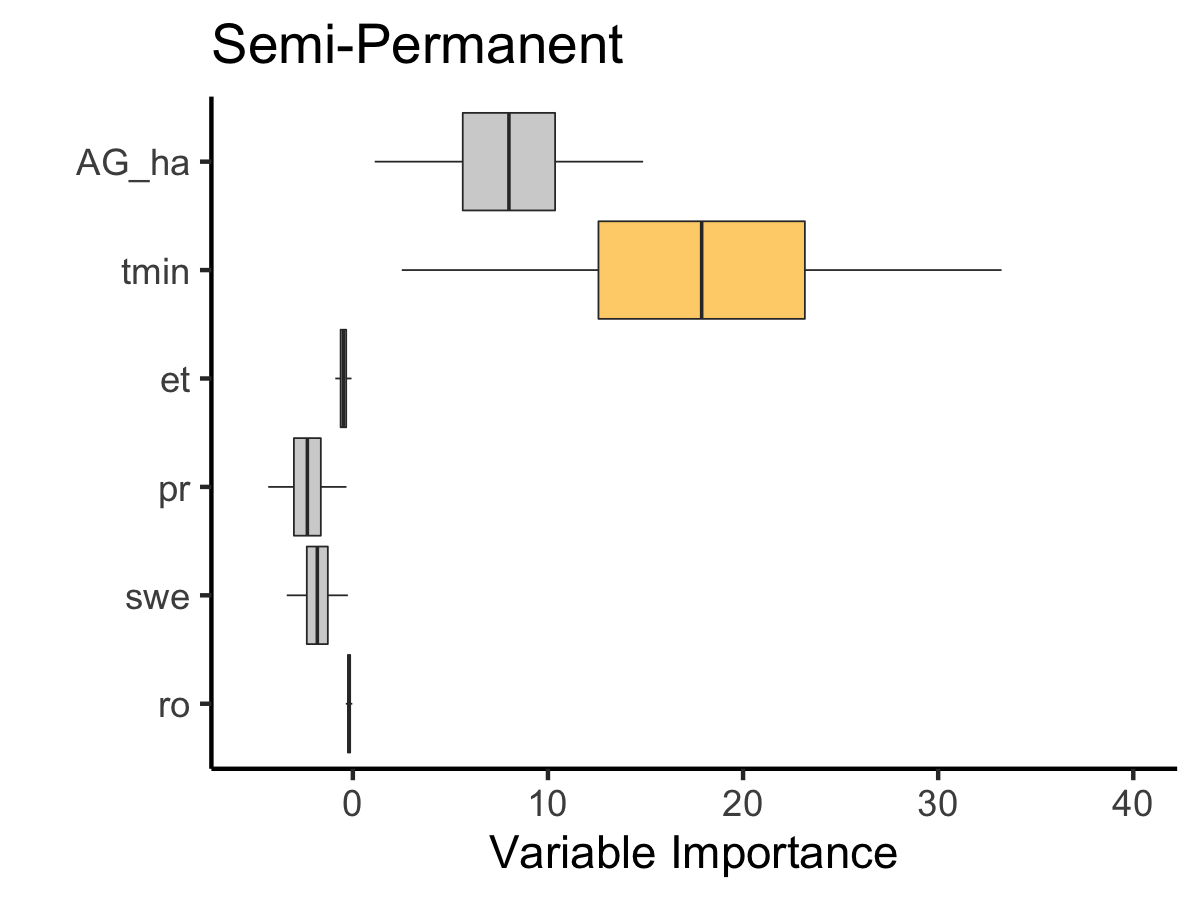 Semi-Permanent
AG_ha
tmin
et
pr
swe
ro
0 10 20 30 40
Variable Importance